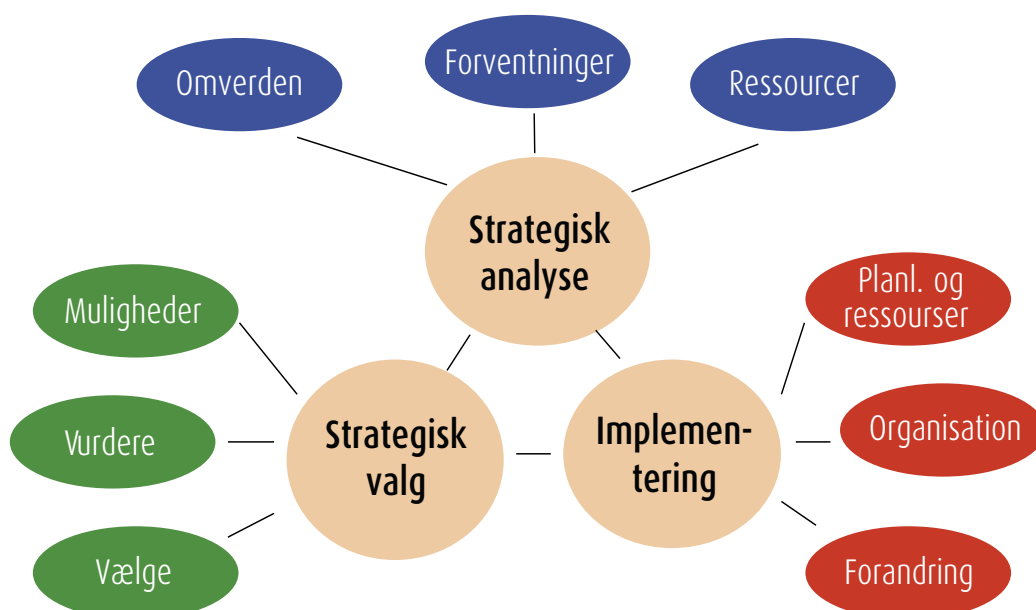 Omverden
Forventninger
Ressourcer
Strategisk
analyse
Muligheder
Vurdere
Vælge
Strategisk
valg
Implemen-
tering
Planl. og
ressourser
Organisation
Forandring